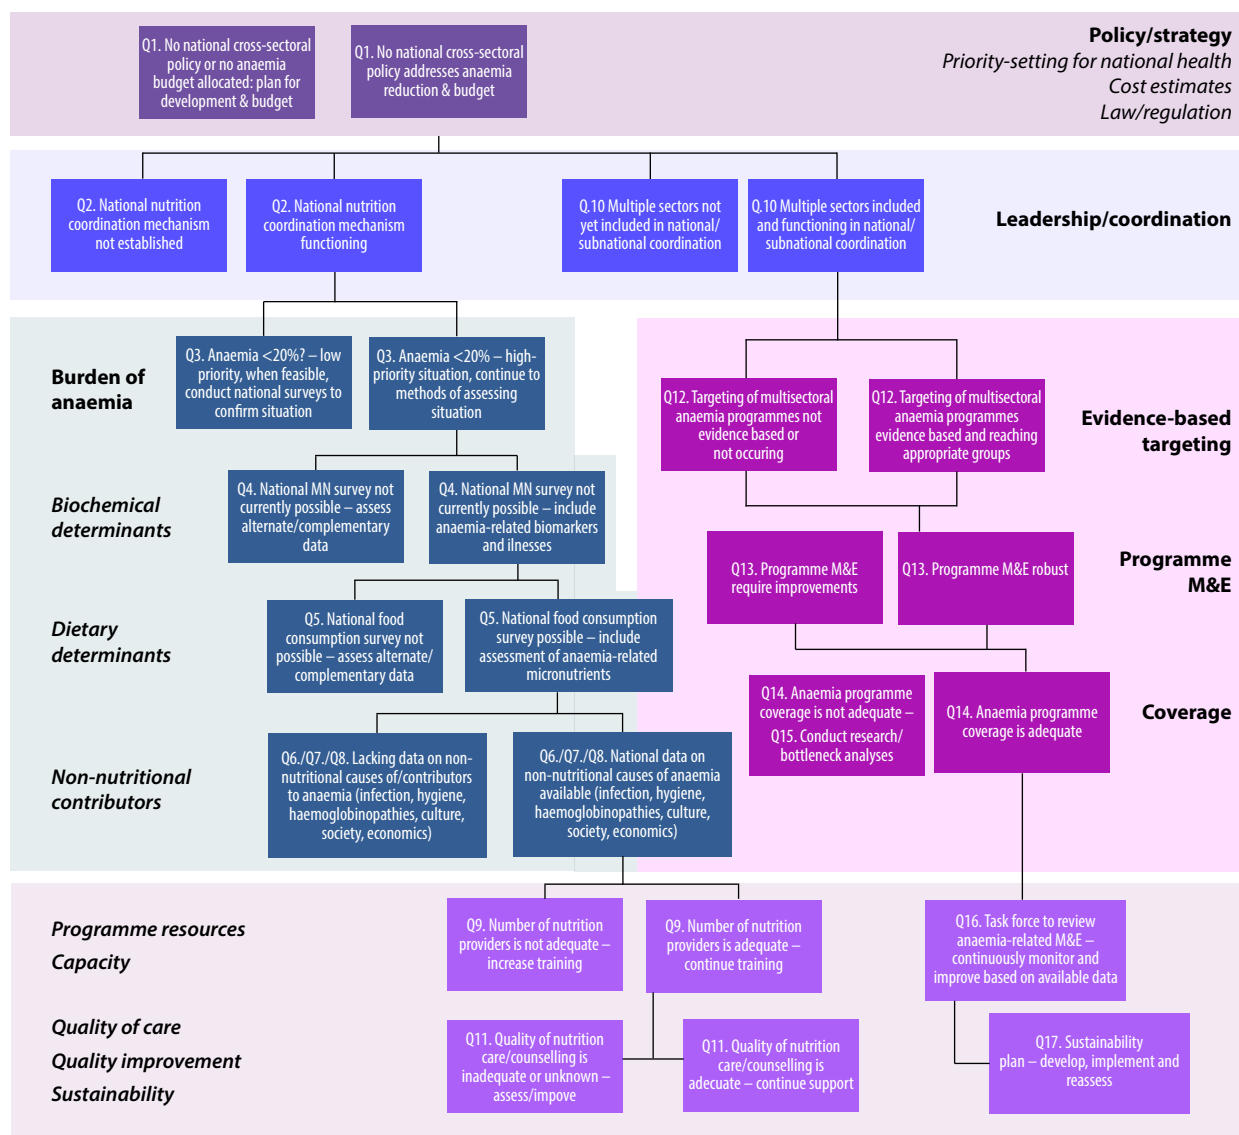 Q1. No national cross-sectoral
policy or no anaemia
budget allocated: plan for
development & budget
Q1. No national cross-sectoral
policy addresses anaemia
reduction & budget
Policy/strategy
Priority-setting for national health
Cost estimates
Law/regulation
Q2. National nutrition
coordination mechanism
not established
Q2. National nutrition
coordination mechanism
functioning
Q.10 Multiple sectors not
yet included in national/
subnational coordination
Q.10 Multiple sectors included
and functioning in national/
subnational coordination
Leadership/coordination
Burden of
anaemia
Q3. Anaemia <20%? – low
priority, when feasible,
conduct national surveys to
confirm situation
Q3. Anaemia <20% – high-
priority situation, continue to
methods of assessing
situation
Q12. Targeting of multisectoral
anaemia programmes not
evidence based or
not occuring
Q12. Targeting of multisectoral
anaemia programmes
evidence based and reaching
appropriate groups
Evidence-based
targeting
Biochemical
determinants
Q4. National MN survey not
currently possible – assess
alternate/complementary
data
Q4. National MN survey not
currently possible – include
anaemia-related biomarkers
and ilnesses
Q13. Programme M&E
require improvements
Q13. Programme M&E robust
Programme
M&E
Dietary
determinants
Q5. National food
consumption survey not
possible – assess alternate/
complementary data
Q5. National food consumption
survey possible – include
assessment of anaemia-related
micronutrients
Q14. Anaemia programme
coverage is not adequate –
Q15. Conduct research/
bottleneck analyses
Q14. Anaemia programme
coverage is adequate
Coverage
Non-nutritional
contributors
Q6./Q7./Q8. Lacking data on non-
nutritional causes of/contributors
to anaemia (infection, hygiene,
haemoglobinopathies, culture,
society, economics)
Q6./Q7./Q8. National data on
non-nutritional causes of anaemia
available (infection, hygiene,
haemoglobinopathies, culture,
society, economics)
Programme resources
Capacity
Q9. Number of nutrition
providers is not adequate –
increase training
Q9. Number of nutrition
providers is adequate –
continue training
Q16. Task force to review
anaemia-related M&E –
continuously monitor and
improve based on available data
Quality of care
Quality improvement
Sustainability
Q11. Quality of nutrition
care/counselling is
inadequate or unknown –
assess/impove
Q11. Quality of nutrition
care/counselling is
adecuate – continue support
Q17. Sustainability
plan – develop, implement and
reassess